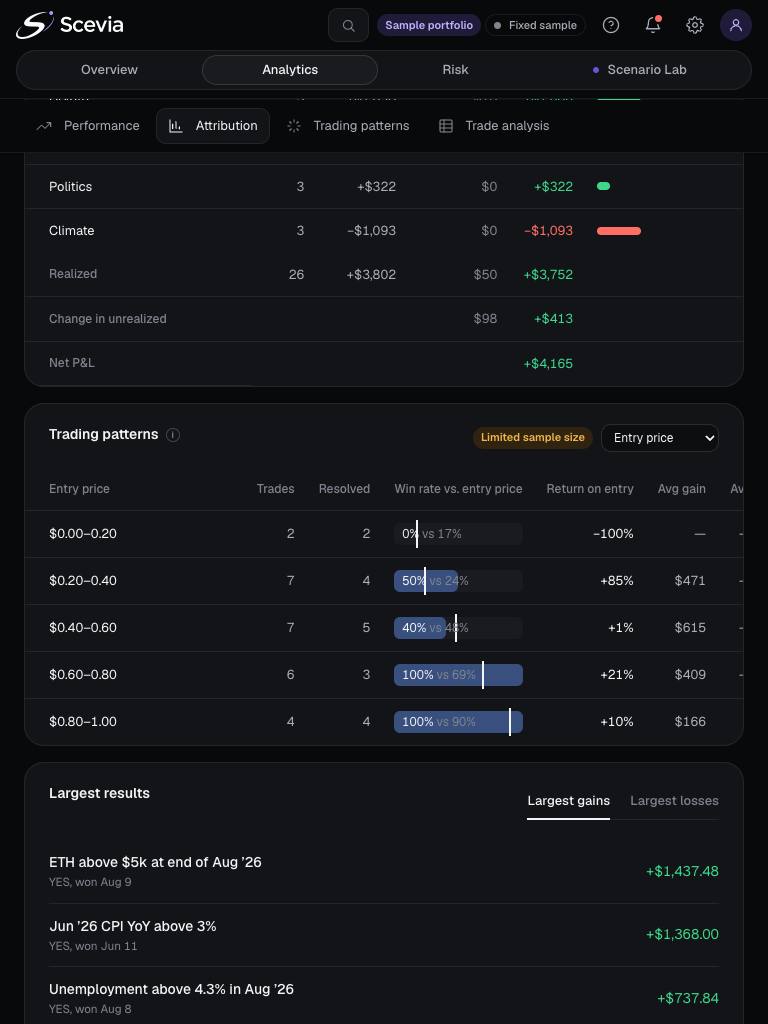 Scevia
Sample portfolio
Fixed sample
Overview
Analytics
Risk
Scenario Lab
Performance
Attribution
Trading patterns
Trade analysis
Politics 3 +$322 $0 +$322
Climate 3 −$1,093 $0 −$1,093
Realized 26 +$3,802 $50 +$3,752
Change in unrealized $98 +$413
Net P&L +$4,165
Trading patterns
Limited sample size
Entry price
Entry price Trades Resolved Win rate vs. entry price Return on entry Avg gain
$0.00–0.20 2 2 0% vs 17% −100% —
$0.20–0.40 7 4 50% vs 24% +85% $471
$0.40–0.60 7 5 40% vs 48% +1% $615
$0.60–0.80 6 3 100% vs 69% +21% $409
$0.80–1.00 4 4 100% vs 90% +10% $166
Largest results
Largest gains
Largest losses
ETH above $5k at end of Aug ’26
YES, won Aug 9
+$1,437.48
Jun ’26 CPI YoY above 3%
YES, won Jun 11
+$1,368.00
Unemployment above 4.3% in Aug ’26
YES, won Aug 8
+$737.84